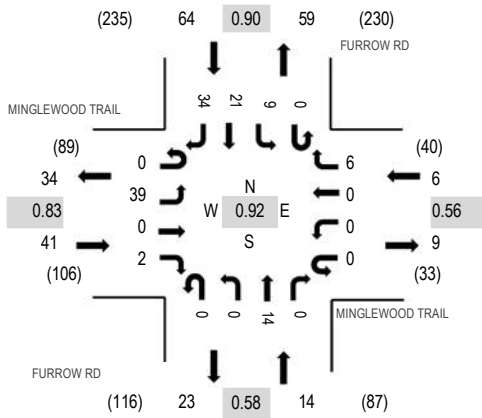 (235) 64 0.90 59 (230)
FURROW RD
MINGLEWOOD TRAIL
34 21 9 0
(89) 0 6 (40)
34 39 N 0 6
0.83 W 0.92 E 0.56
41 0 S 0 9
(106) 2 0 (33)
0 0 14 0
MINGLEWOOD TRAIL
FURROW RD
(116) 23 0.58 14 (87)